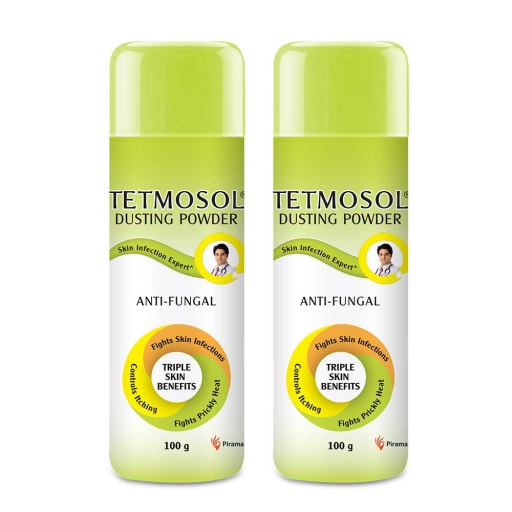 TETMOSOL®
DUSTING POWDER
Skin Infection Expert^
ANTI-FUNGAL
Fights Skin Infections
Controls Itching
TRIPLE
SKIN
BENEFITS
Fights Prickly Heat
100 g
Pirama
TETMOSOL®
DUSTING POWDER
Skin Infection Expert^
ANTI-FUNGAL
Fights Skin Infections
Controls Itching
TRIPLE
SKIN
BENEFITS
Fights Prickly Heat
100 g
Pirama